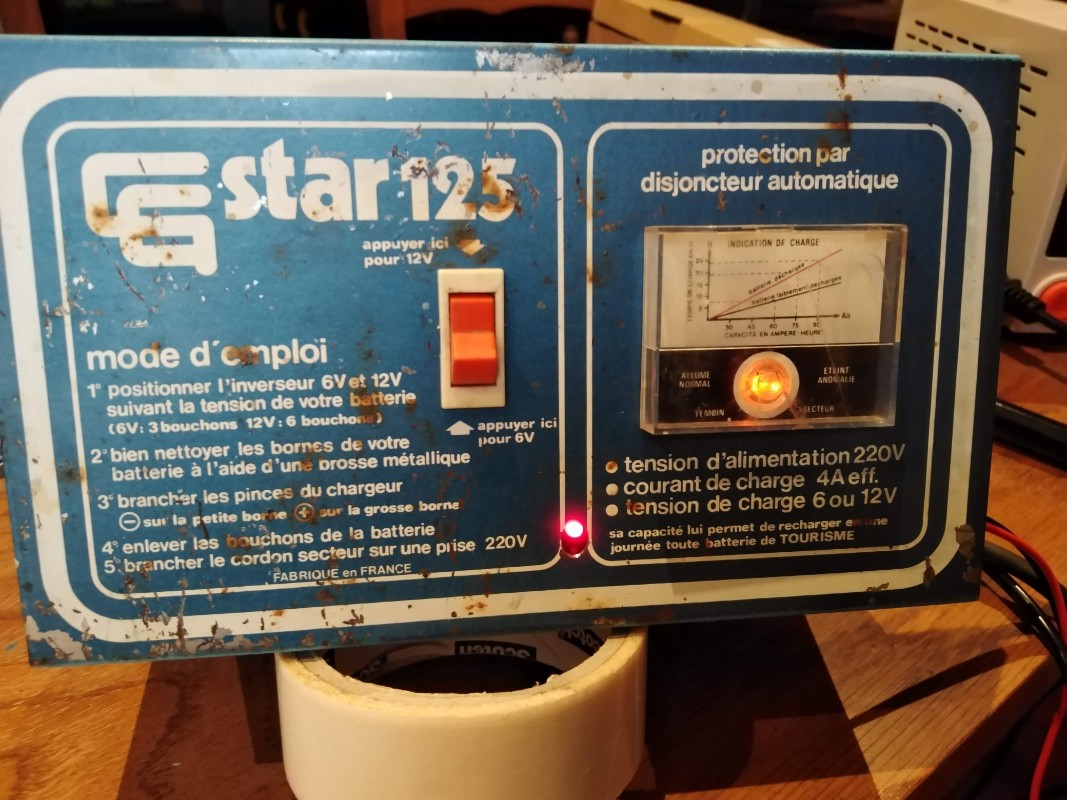 star 125
appuyer ici
pour 12V
mode d'emploi
1° positionner l'inverseur 6V et 12V
suivant la tension de votre batterie
(6V: 3 bouchons 12V: 6 bouchons)
2° bien nettoyer les bornes de votre
batterie à l'aide d'une brosse métallique
3° brancher les pinces du chargeur
⊖ sur la petite borne ⊕ sur la grosse borne
4° enlever les bouchons de la batterie
5° brancher le cordon secteur sur une prise 220V
FABRIQUE en FRANCE
appuyer ici
pour 6V
protection par
disjoncteur automatique
INDICATION DE CHARGE
H
batterie déchargée
batterie faiblement déchargée
30 45 60 75 90
Ah
CAPACITE EN AMPERE-HEURE
ALLUME
NORMAL
ETEINT
ANOMALIE
TEMOIN
SECTEUR
tension d'alimentation 220V
courant de charge 4A eff.
tension de charge 6 ou 12V
sa capacité lui permet de recharger en une
journée toute batterie de TOURISME
Scotch